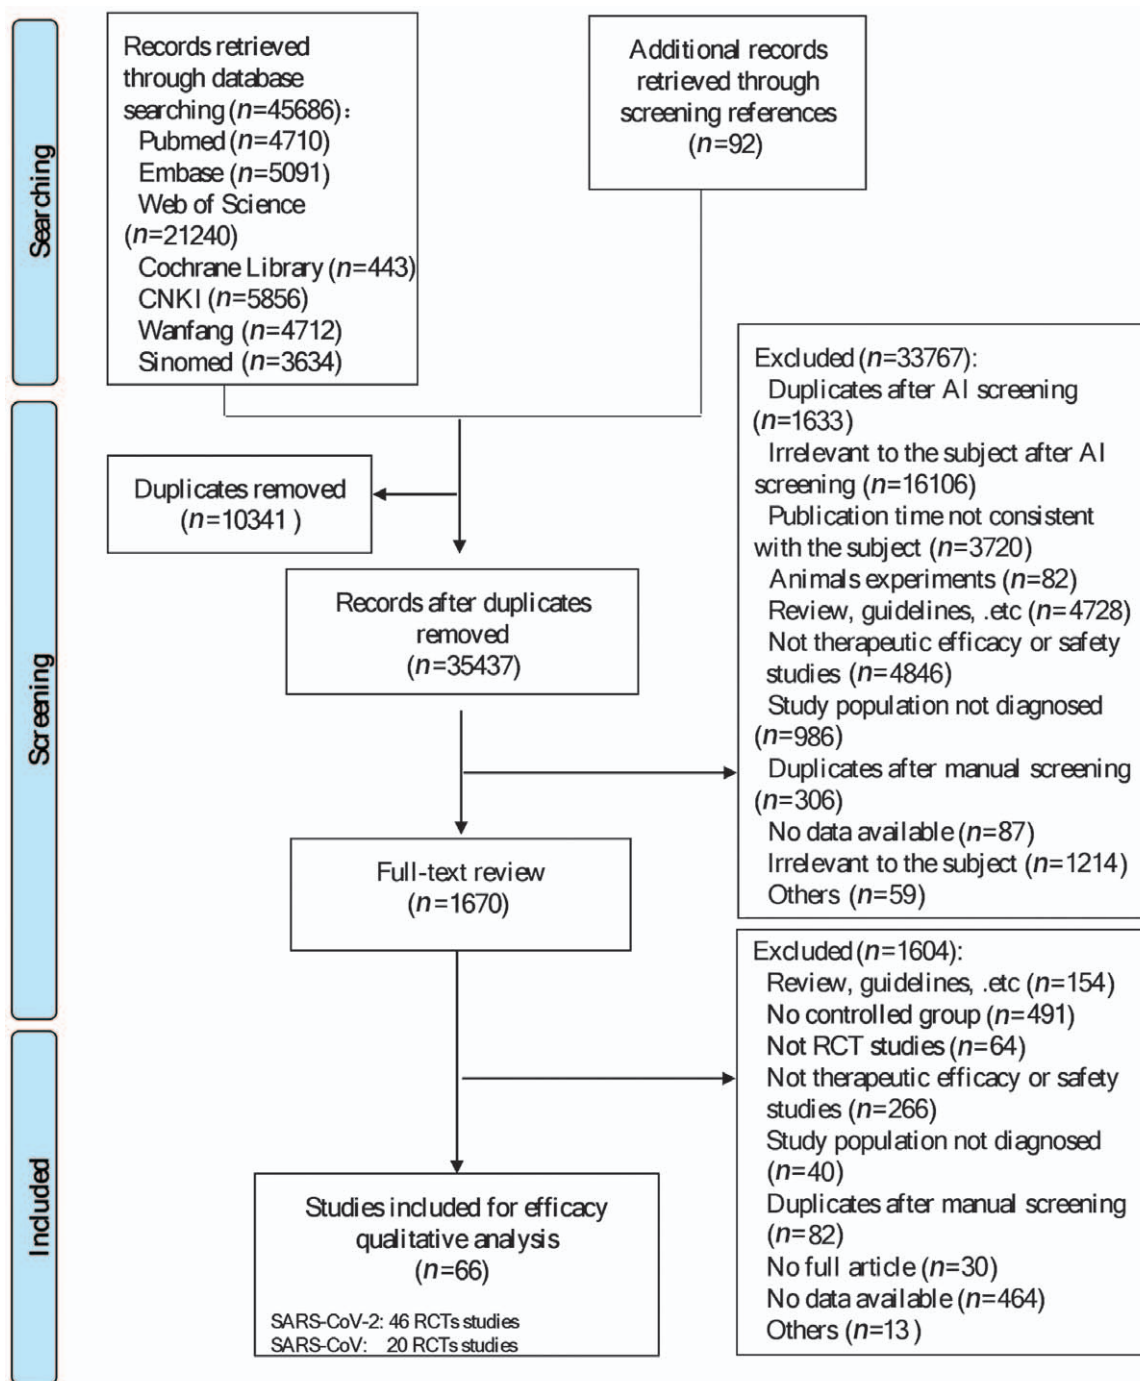 Searching
Records retrieved
through database
searching (n=45686):
Pubmed (n=4710)
Embase (n=5091)
Web of Science
(n=21240)
Cochrane Library (n=443)
CNKI (n=5856)
Wanfang (n=4712)
Sinomed (n=3634)
Additional records
retrieved through
screening references
(n=92)
Screening
Duplicates removed
(n=10341 )
Records after duplicates
removed
(n=35437)
Excluded (n=33767):
Duplicates after AI screening
(n=1633)
Irrelevant to the subject after AI
screening (n=16106)
Publication time not consistent
with the subject (n=3720)
Animals experiments (n=82)
Review, guidelines, .etc (n=4728)
Not therapeutic efficacy or safety
studies (n=4846)
Study population not diagnosed
(n=986)
Duplicates after manual screening
(n=306)
No data available (n=87)
Irrelevant to the subject (n=1214)
Others (n=59)
Full-text review
(n=1670)
Excluded (n=1604):
Review, guidelines, .etc (n=154)
No controlled group (n=491)
Not RCT studies (n=64)
Not therapeutic efficacy or safety
studies (n=266)
Study population not diagnosed
(n=40)
Duplicates after manual screening
(n=82)
No full article (n=30)
No data available (n=464)
Others (n=13 )
Included
Studies included for efficacy
qualitative analysis
(n=66)
SARS-CoV-2: 46 RCTs studies
SARS-CoV: 20 RCTs studies